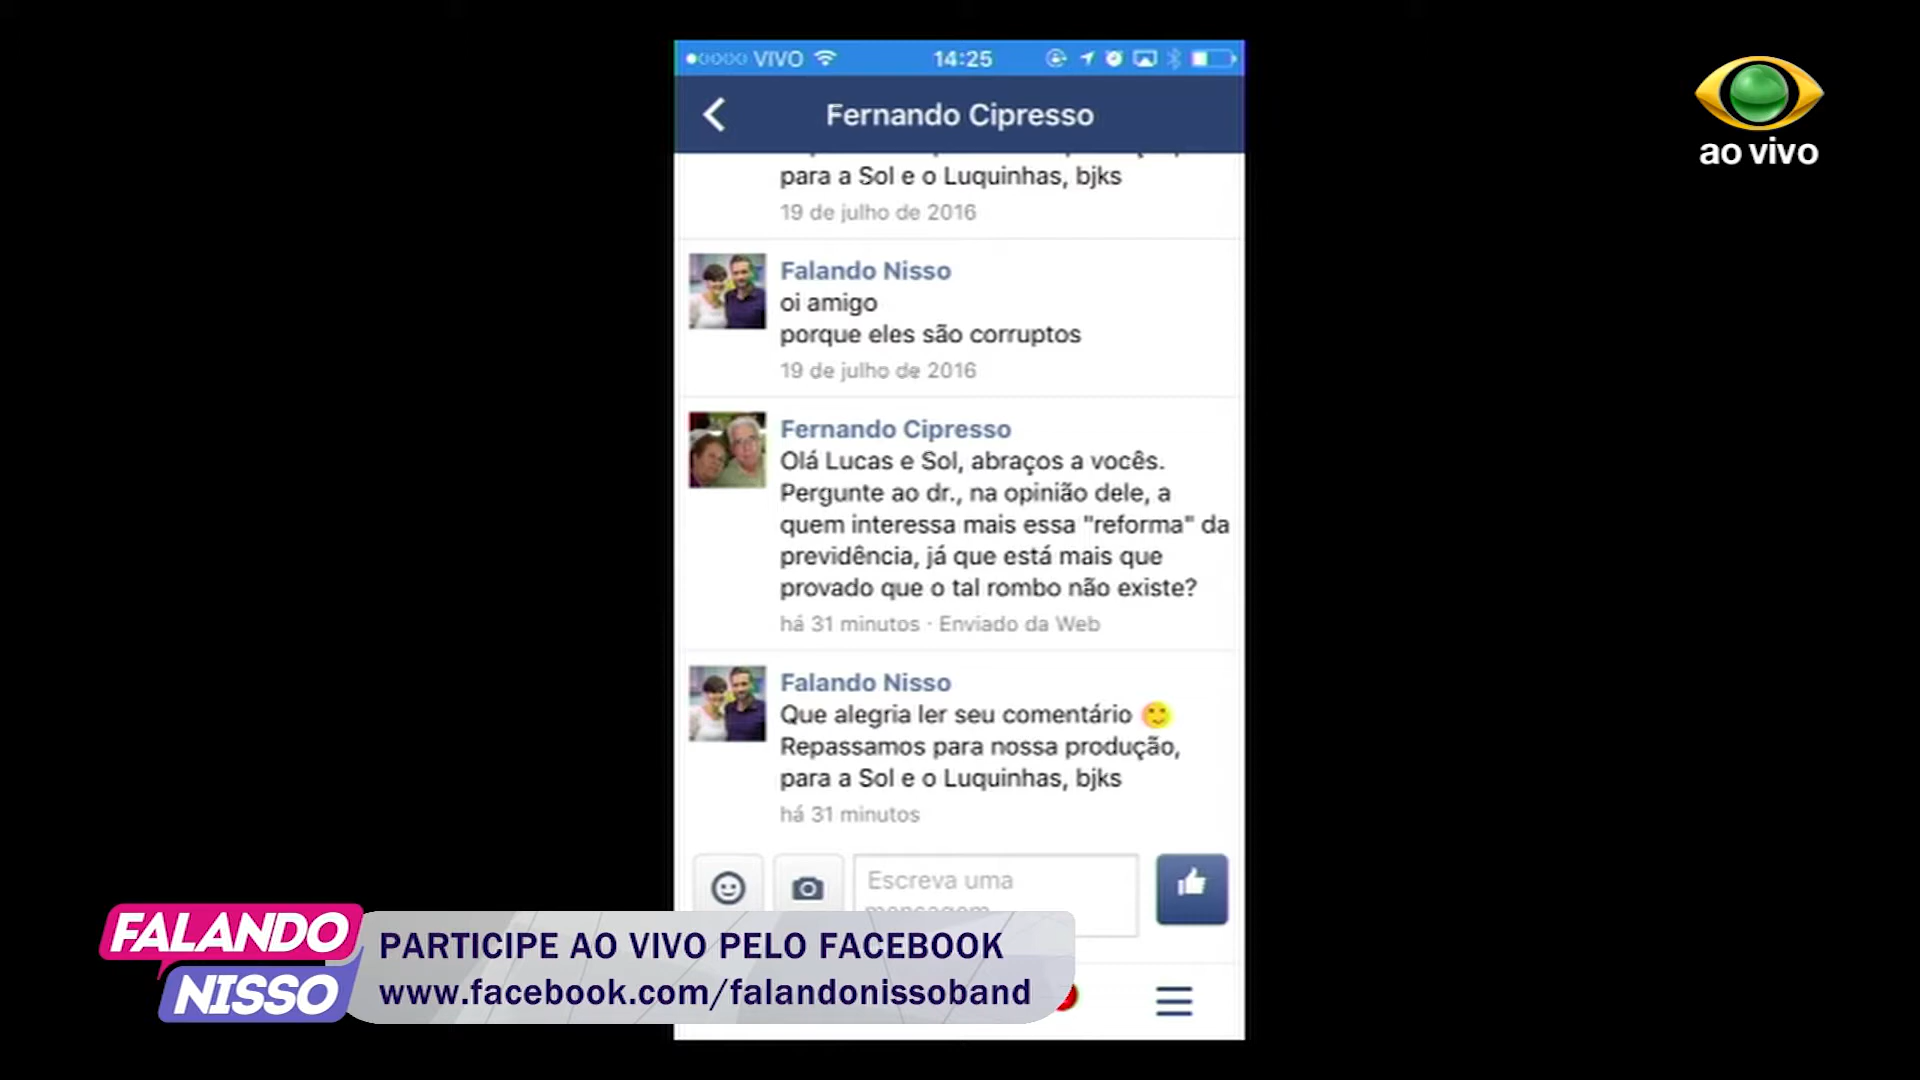 VIVO 14:25
ao vivo
Fernando Cipresso
para a Sol e o Luquinhas, bjks
19 de julho de 2016
Falando Nisso
oi amigo
porque eles são corruptos
19 de julho de 2016
Fernando Cipresso
Olá Lucas e Sol, abraços a vocês.
Pergunte ao dr., na opinião dele, a
quem interessa mais essa "reforma" da
previdência, já que está mais que
provado que o tal rombo não existe?
há 31 minutos · Enviado da Web
Falando Nisso
Que alegria ler seu comentário
Repassamos para nossa produção,
para a Sol e o Luquinhas, bjks
há 31 minutos
Escreva uma
mensagem
FALANDO
NISSO
PARTICIPE AO VIVO PELO FACEBOOK
www.facebook.com/falandonissoband